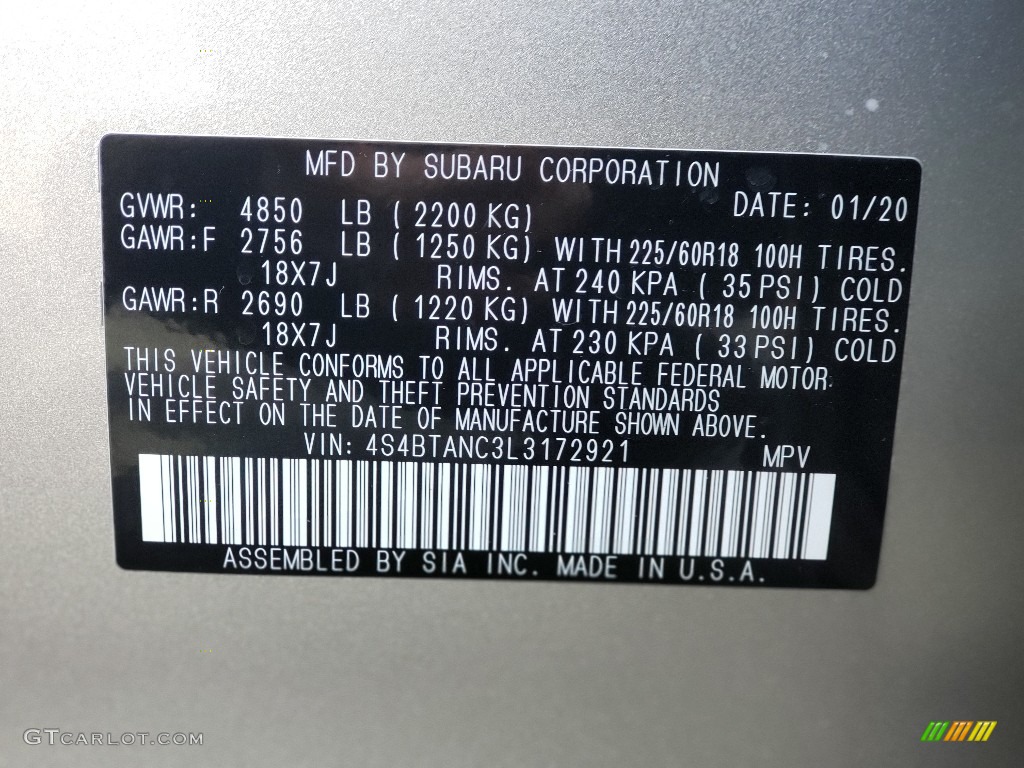 MFD BY SUBARU CORPORATION
GVWR: 4850 LB (2200 KG) DATE: 01/20
GAWR:F 2756 LB (1250 KG) WITH 225/60R18 100H TIRES.
18X7J RIMS. AT 240 KPA ( 35 PSI) COLD
GAWR:R 2690 LB (1220 KG) WITH 225/60R18 100H TIRES.
18X7J RIMS. AT 230 KPA ( 33 PSI) COLD
THIS VEHICLE CONFORMS TO ALL APPLICABLE FEDERAL MOTOR
VEHICLE SAFETY AND THEFT PREVENTION STANDARDS
IN EFFECT ON THE DATE OF MANUFACTURE SHOWN ABOVE.
VIN: 4S4BTANC3L3172921 MPV
ASSEMBLED BY SIA INC. MADE IN U.S.A.
GTCARLOT.COM